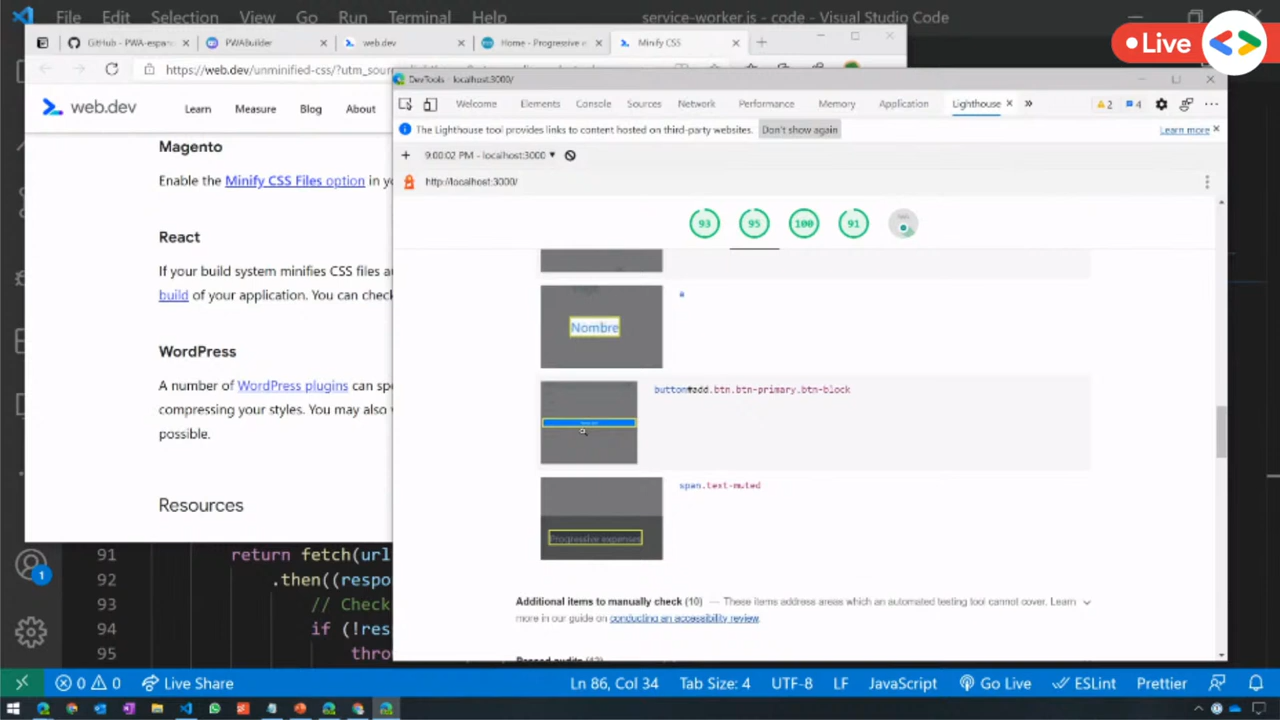 File Edit Selection View Go Run Terminal Help service-worker.js - code - Visual Studio Code
Live
GitHub - PWA-espan
PWABuilder
web.dev
Home - Progressive e
Minify CSS
https://web.dev/unminified-css/?utm_sourc
web.dev Learn Measure Blog About
Magento
Enable the Minify CSS Files option in yo
React
If your build system minifies CSS files au
build of your application. You can check
WordPress
A number of WordPress plugins can spe
compressing your styles. You may also w
possible.
Resources
DevTools - localhost:3000/
Welcome Elements Console Sources Network Performance Memory Application Lighthouse 2 4
The Lighthouse tool provides links to content hosted on third-party websites. Don't show again Learn more
9:00:02 PM - localhost:3000
http://localhost:3000/
93 95 100 91
a
Nombre
button#add.btn.btn-primary.btn-block
span.text-muted
Progressive expenses
Additional items to manually check (10) — These items address areas which an automated testing tool cannot cover. Learn
more in our guide on conducting an accessibility review.
Passed audits
91 return fetch(url
92 .then((respo
93 // Check
94 if (!res
95 throw
1
0 0 Live Share Ln 86, Col 34 Tab Size: 4 UTF-8 LF JavaScript Go Live ESLint Prettier